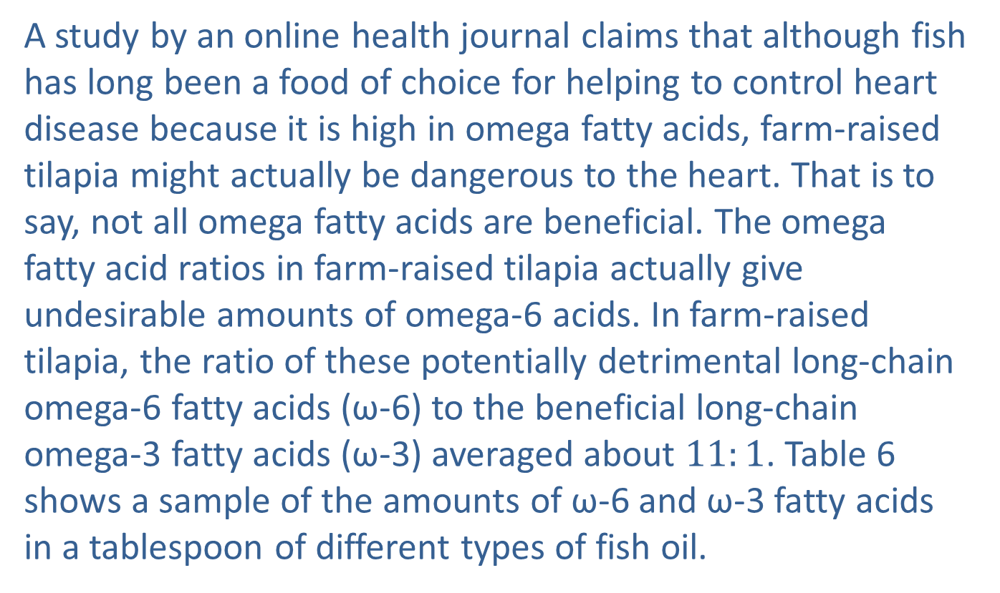 A study by an online health journal claims that although fish
has long been a food of choice for helping to control heart
disease because it is high in omega fatty acids, farm-raised
tilapia might actually be dangerous to the heart. That is to
say, not all omega fatty acids are beneficial. The omega
fatty acid ratios in farm-raised tilapia actually give
undesirable amounts of omega-6 acids. In farm-raised
tilapia, the ratio of these potentially detrimental long-chain
omega-6 fatty acids (ω-6) to the beneficial long-chain
omega-3 fatty acids (ω-3) averaged about 11: 1. Table 6
shows a sample of the amounts of ω-6 and ω-3 fatty acids
in a tablespoon of different types of fish oil.